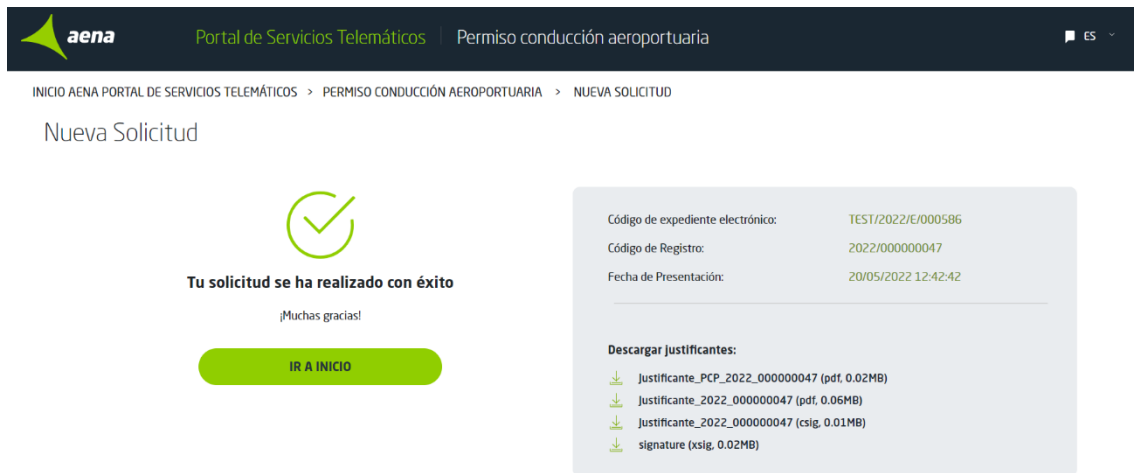 aena
Portal de Servicios Telemáticos | Permiso conducción aeroportuaria
ES
INICIO AENA PORTAL DE SERVICIOS TELEMÁTICOS > PERMISO CONDUCCIÓN AEROPORTUARIA > NUEVA SOLICITUD
Nueva Solicitud
Tu solicitud se ha realizado con éxito
¡Muchas gracias!
IR A INICIO
Código de expediente electrónico: TEST/2022/E/000586
Código de Registro: 2022/000000047
Fecha de Presentación: 20/05/2022 12:42:42
Descargar justificantes:
Justificante_PCP_2022_000000047 (pdf, 0.02MB)
Justificante_2022_000000047 (pdf, 0.06MB)
Justificante_2022_000000047 (csig, 0.01MB)
signature (xsig, 0.02MB)